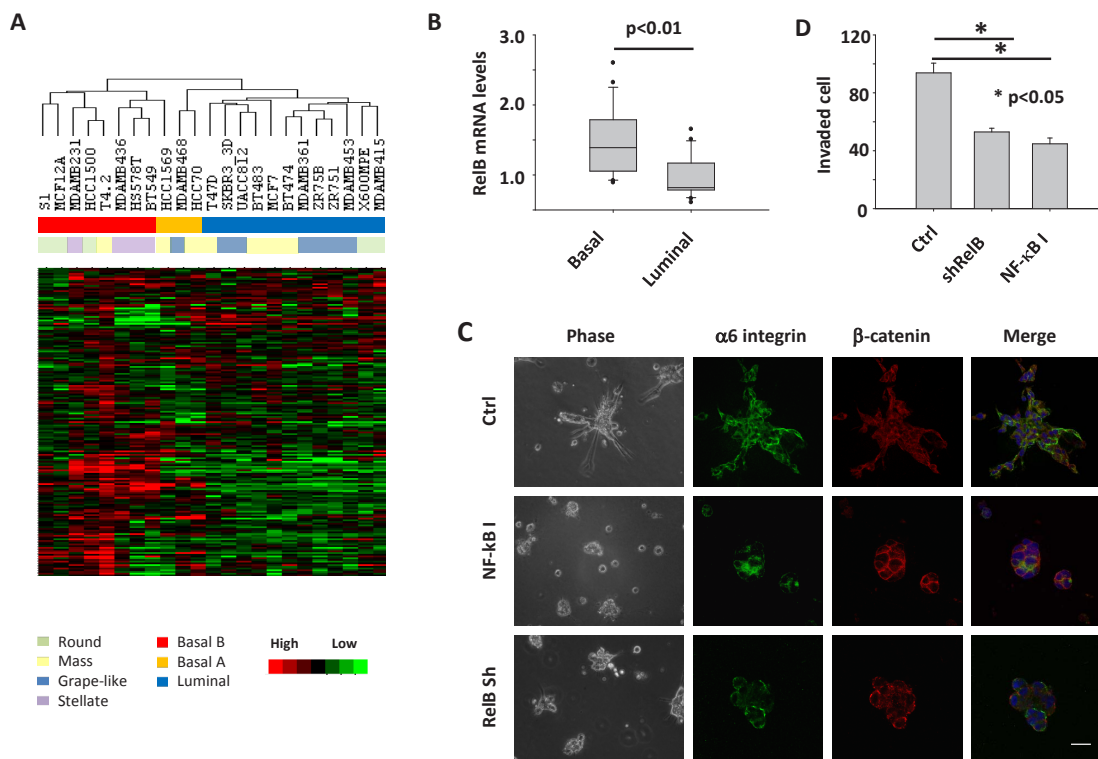 A
S1
MCF12A
MDAMB231
HCC1500
T4.2
MDAMB436
HS578T
BT549
HCC1569
MDAMB468
HCC70
T47D
SKBR3_3D
UACC812
BT483
MCF7
BT474
MDAMB361
ZR75B
ZR751
MDAMB453
X600MPE
MDAMB415
Round
Mass
Grape-like
Stellate
Basal B
Basal A
Luminal
High Low
B
p<0.01
RelB mRNA levels
3.0
2.0
1.0
0.0
Basal
Luminal
D
Invaded cell
120
80
40
0
*
*
* p<0.05
Ctrl
shRelB
NF-κB I
C
Phase α6 integrin β-catenin Merge
Ctrl
NF-kB I
RelB Sh